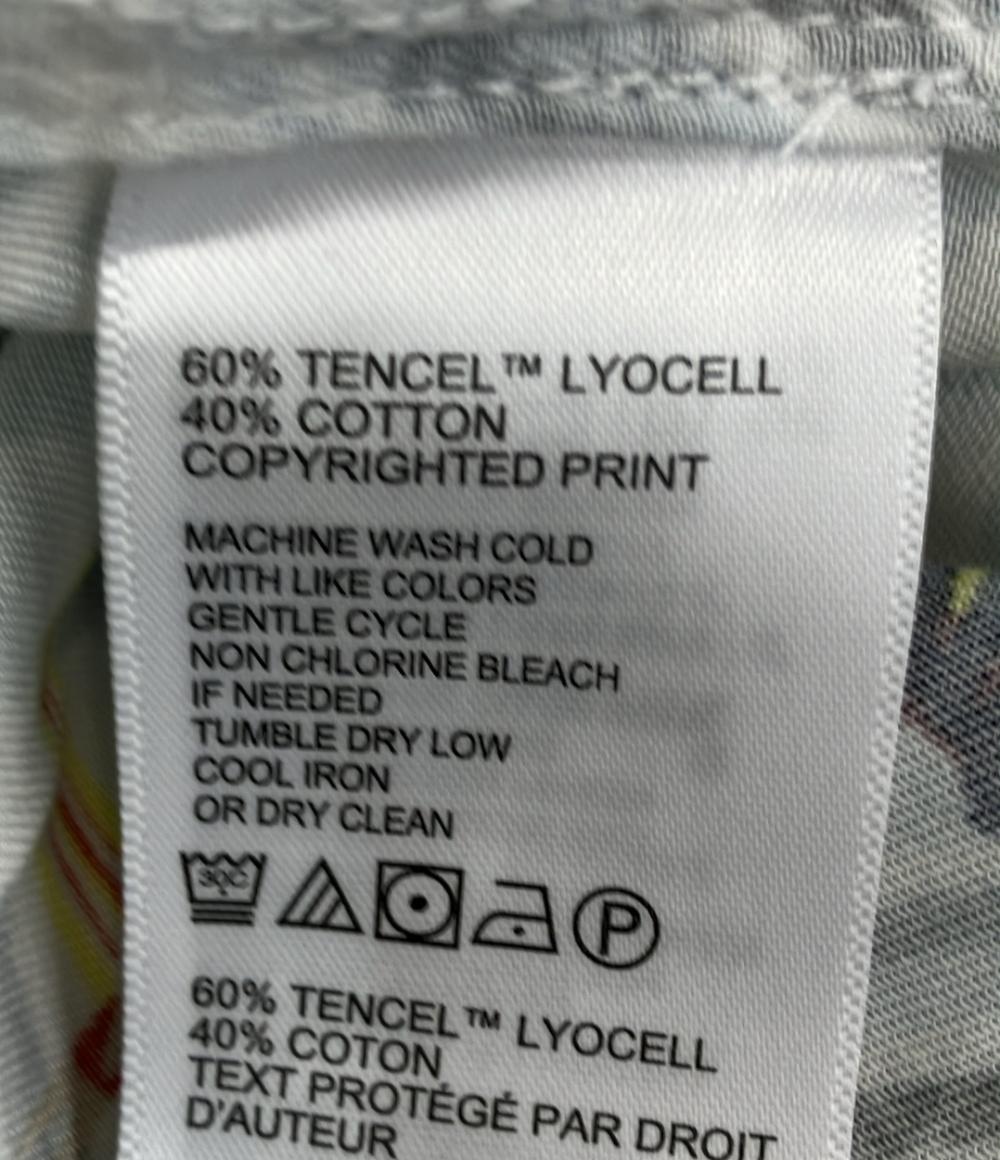 60% TENCEL™ LYOCELL
40% COTTON
COPYRIGHTED PRINT
MACHINE WASH COLD
WITH LIKE COLORS
GENTLE CYCLE
NON CHLORINE BLEACH
IF NEEDED
TUMBLE DRY LOW
COOL IRON
OR DRY CLEAN
30C P
60% TENCEL™ LYOCELL
40% COTON
TEXT PROTÉGÉ PAR DROIT
D'AUTEUR